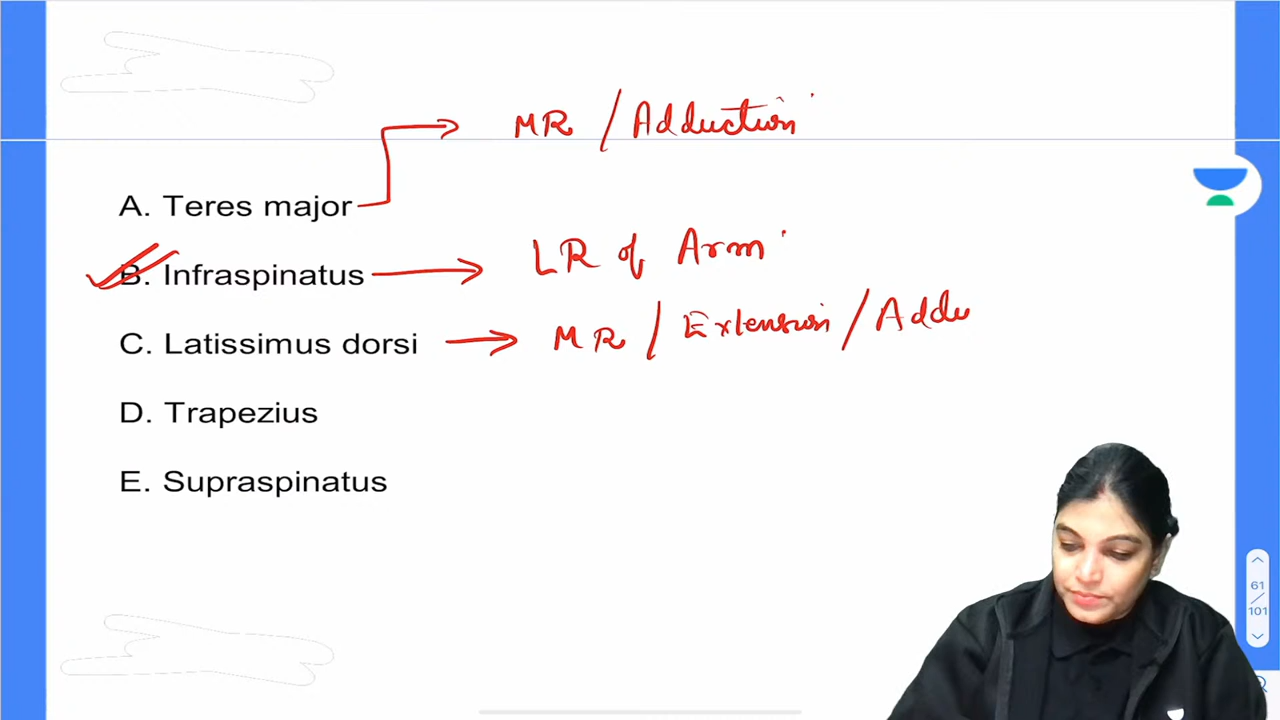 MR / Adduction
A. Teres major
B. Infraspinatus
LR of Arm
C. Latissimus dorsi
MR / Extension / Addu
D. Trapezius
E. Supraspinatus
61
/
101